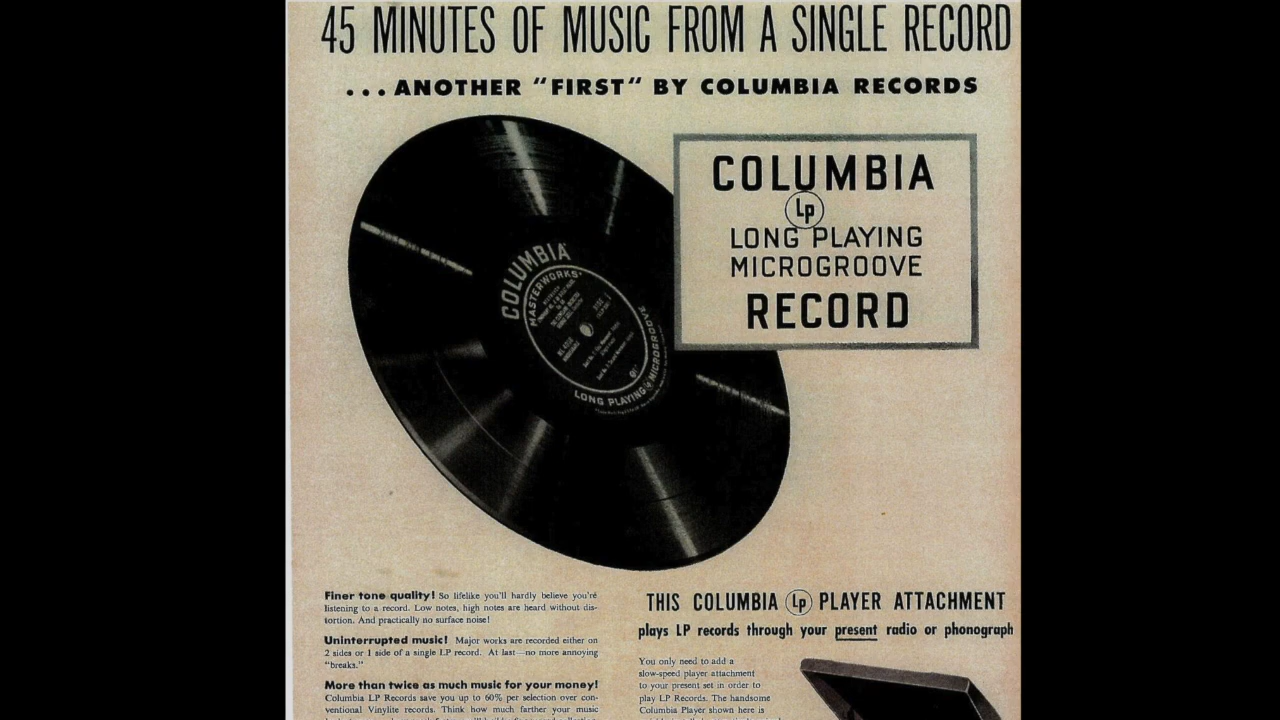 45 MINUTES OF MUSIC FROM A SINGLE RECORD
...ANOTHER "FIRST" BY COLUMBIA RECORDS
COLUMBIA
Lp
LONG PLAYING
MICROGROOVE
RECORD
COLUMBIA
MASTERWORKS
LONG PLAYING Lp MICROGROOVE
Finer tone quality! So lifelike you'll hardly believe you're
listening to a record. Low notes, high notes are heard without dis-
tortion. And practically no surface noise!
Uninterrupted music! Major works are recorded either on
2 sides or 1 side of a single LP record. At last—no more annoying
"breaks."
More than twice as much music for your money!
Columbia LP Records save you up to 60% per selection over con-
ventional Vinylite records. Think how much farther your music
THIS COLUMBIA Lp PLAYER ATTACHMENT
plays LP records through your present radio or phonograph
You only need to add a
slow-speed player attachment
to your present set in order to
play LP Records. The handsome
Columbia Player shown here is